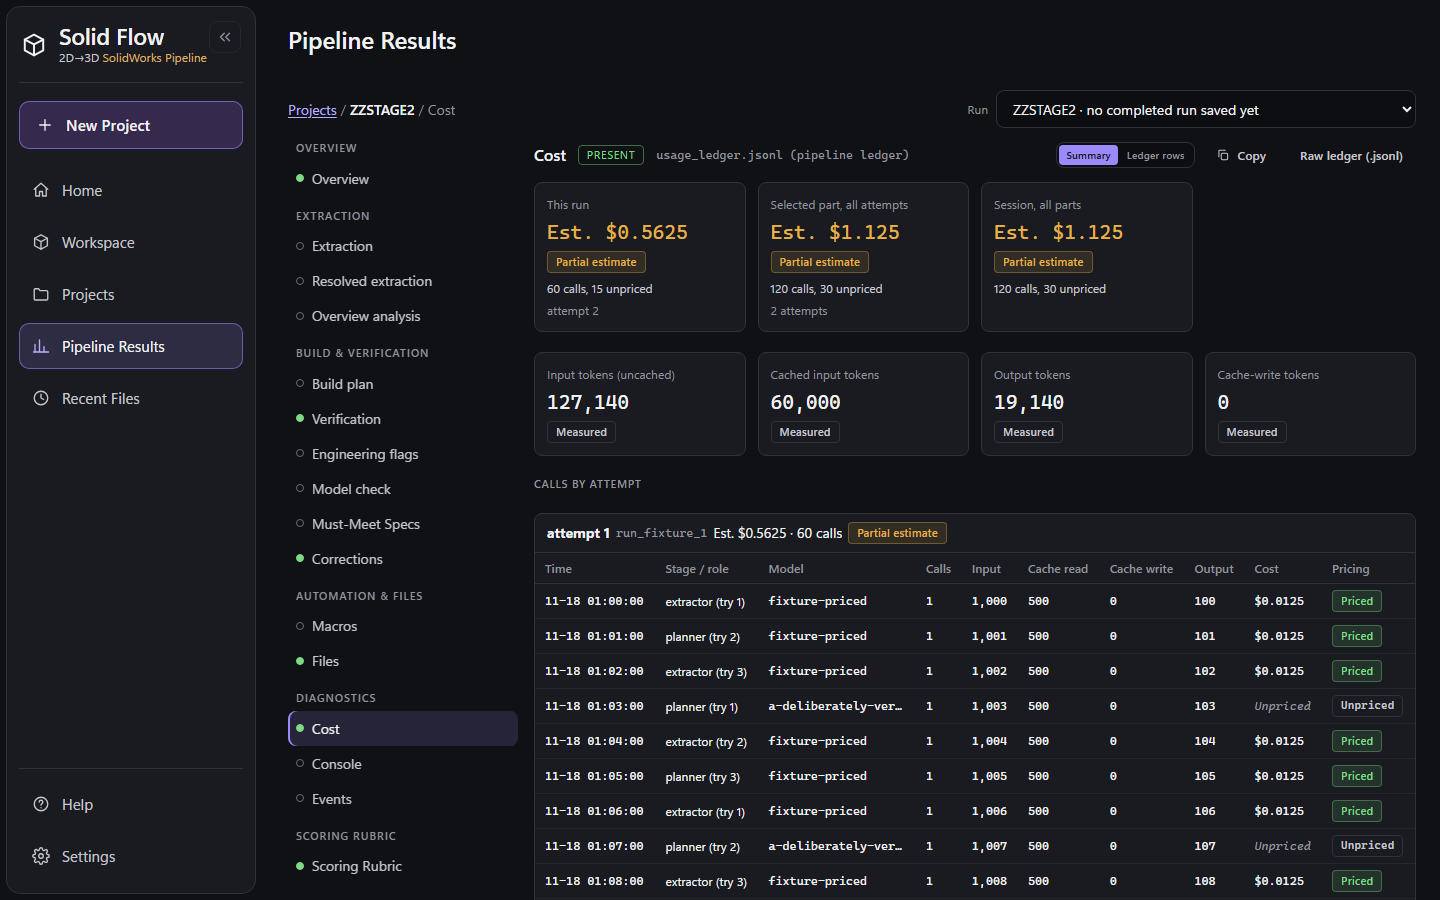 Solid Flow
2D→3D SolidWorks Pipeline
New Project
Home
Workspace
Projects
Pipeline Results
Recent Files
Help
Settings
Pipeline Results
Projects / ZZSTAGE2 / Cost
Run
ZZSTAGE2 · no completed run saved yet
OVERVIEW
Overview
EXTRACTION
Extraction
Resolved extraction
Overview analysis
BUILD & VERIFICATION
Build plan
Verification
Engineering flags
Model check
Must-Meet Specs
Corrections
AUTOMATION & FILES
Macros
Files
DIAGNOSTICS
Cost
Console
Events
SCORING RUBRIC
Scoring Rubric
Cost PRESENT usage_ledger.jsonl (pipeline ledger)
Summary Ledger rows Copy Raw ledger (.jsonl)
This run
Est. $0.5625
Partial estimate
60 calls, 15 unpriced
attempt 2
Selected part, all attempts
Est. $1.125
Partial estimate
120 calls, 30 unpriced
2 attempts
Session, all parts
Est. $1.125
Partial estimate
120 calls, 30 unpriced
Input tokens (uncached)
127,140
Measured
Cached input tokens
60,000
Measured
Output tokens
19,140
Measured
Cache-write tokens
0
Measured
CALLS BY ATTEMPT
attempt 1 run_fixture_1 Est. $0.5625 · 60 calls Partial estimate
Time Stage / role Model Calls Input Cache read Cache write Output Cost Pricing
11-18 01:00:00 extractor (try 1) fixture-priced 1 1,000 500 0 100 $0.0125 Priced
11-18 01:01:00 planner (try 2) fixture-priced 1 1,001 500 0 101 $0.0125 Priced
11-18 01:02:00 extractor (try 3) fixture-priced 1 1,002 500 0 102 $0.0125 Priced
11-18 01:03:00 planner (try 1) a-deliberately-ver… 1 1,003 500 0 103 Unpriced Unpriced
11-18 01:04:00 extractor (try 2) fixture-priced 1 1,004 500 0 104 $0.0125 Priced
11-18 01:05:00 planner (try 3) fixture-priced 1 1,005 500 0 105 $0.0125 Priced
11-18 01:06:00 extractor (try 1) fixture-priced 1 1,006 500 0 106 $0.0125 Priced
11-18 01:07:00 planner (try 2) a-deliberately-ver… 1 1,007 500 0 107 Unpriced Unpriced
11-18 01:08:00 extractor (try 3) fixture-priced 1 1,008 500 0 108 $0.0125 Priced